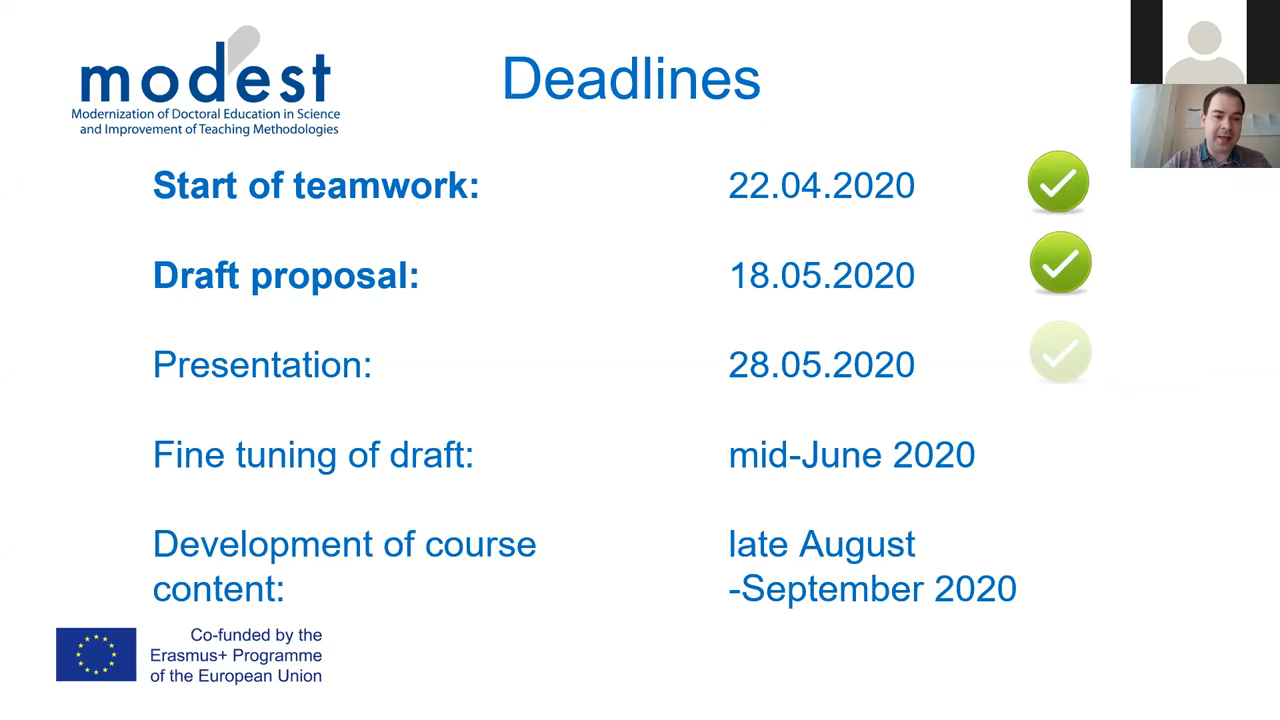 modest
Modernization of Doctoral Education in Science
and Improvement of Teaching Methodologies
Deadlines
Start of teamwork: 22.04.2020
Draft proposal: 18.05.2020
Presentation: 28.05.2020
Fine tuning of draft: mid-June 2020
Development of course late August
content: -September 2020
Co-funded by the
Erasmus+ Programme
of the European Union